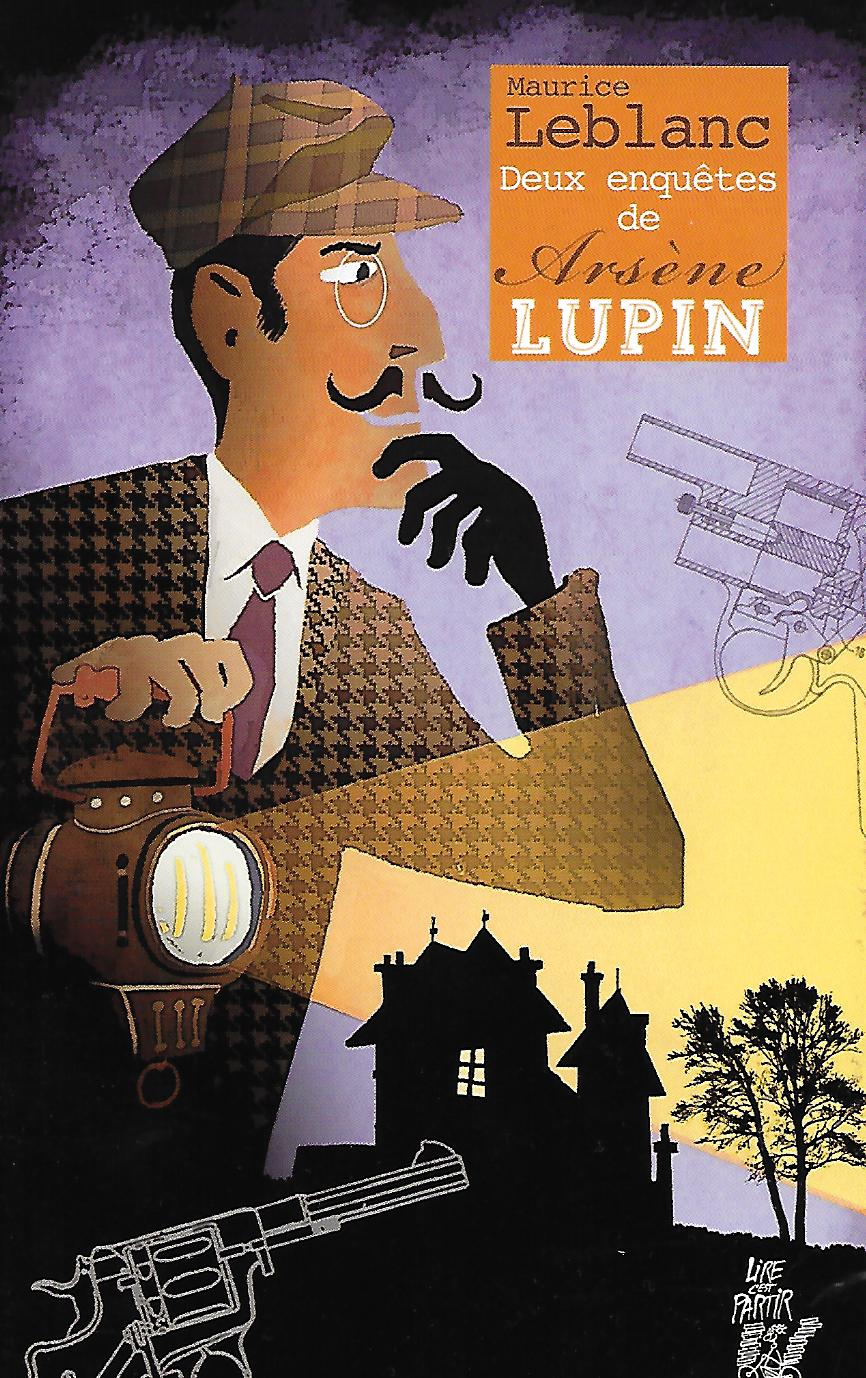 Maurice
Leblanc
Deux enquêtes
de
Arsène
LUPIN
LiRE
C'EST
PARTIR